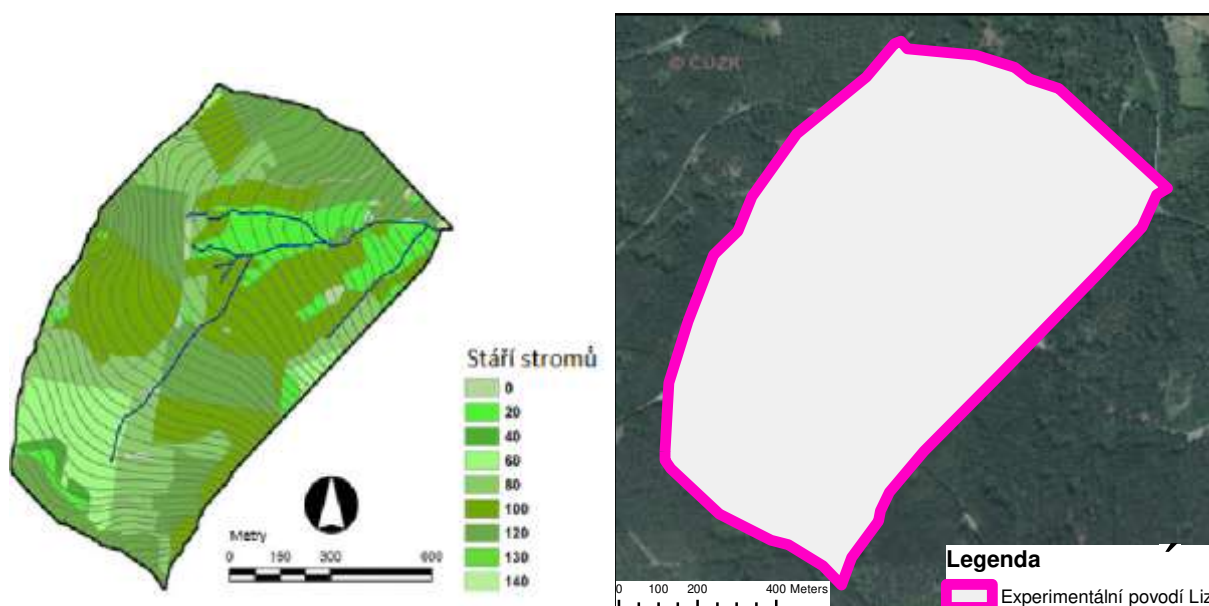 Stáří stromů
0
20
40
60
80
100
120
130
140
Metry
0 190 300 600
© ČÚZK
Legenda
Experimentální povodí Liz
0 100 200 400 Meters